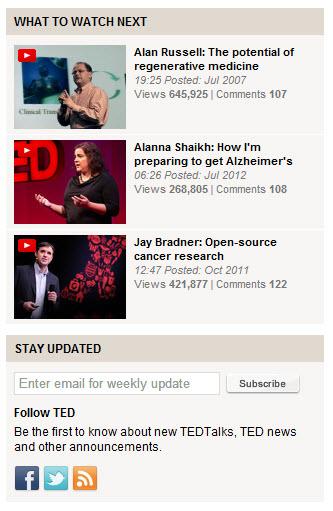 WHAT TO WATCH NEXT
Clinical Tran
Alan Russell: The potential of
regenerative medicine
19:25 Posted: Jul 2007
Views 645,925 | Comments 107
ED
Alanna Shaikh: How I'm
preparing to get Alzheimer's
06:26 Posted: Jul 2012
Views 268,805 | Comments 108
Jay Bradner: Open-source
cancer research
12:47 Posted: Oct 2011
Views 421,877 | Comments 122
STAY UPDATED
Enter email for weekly update
Subscribe
Follow TED
Be the first to know about new TEDTalks, TED news
and other announcements.